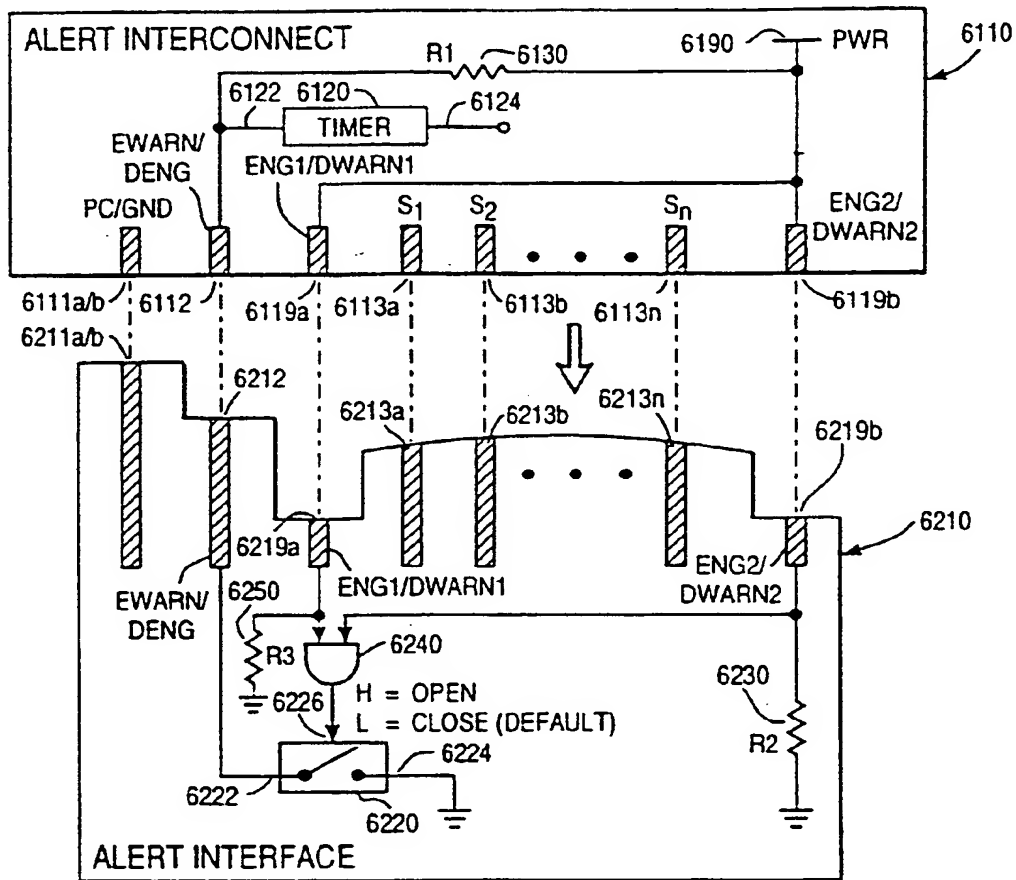 ALERT INTERCONNECT
R1
6130
6190
PWR
6110
6122
6120
6124
TIMER
EWARN/
DENG
ENG1/DWARN1
PC/GND
S1
S2
Sn
ENG2/
DWARN2
6111a/b
6112
6119a
6113a
6113b
6113n
6119b
6211a/b
6212
6213a
6213b
6213n
6219b
6219a
6210
EWARN/
DENG
ENG1/DWARN1
ENG2/
DWARN2
6250
R3
6240
H = OPEN
L = CLOSE (DEFAULT)
6230
R2
6226
6224
6222
6220
ALERT INTERFACE